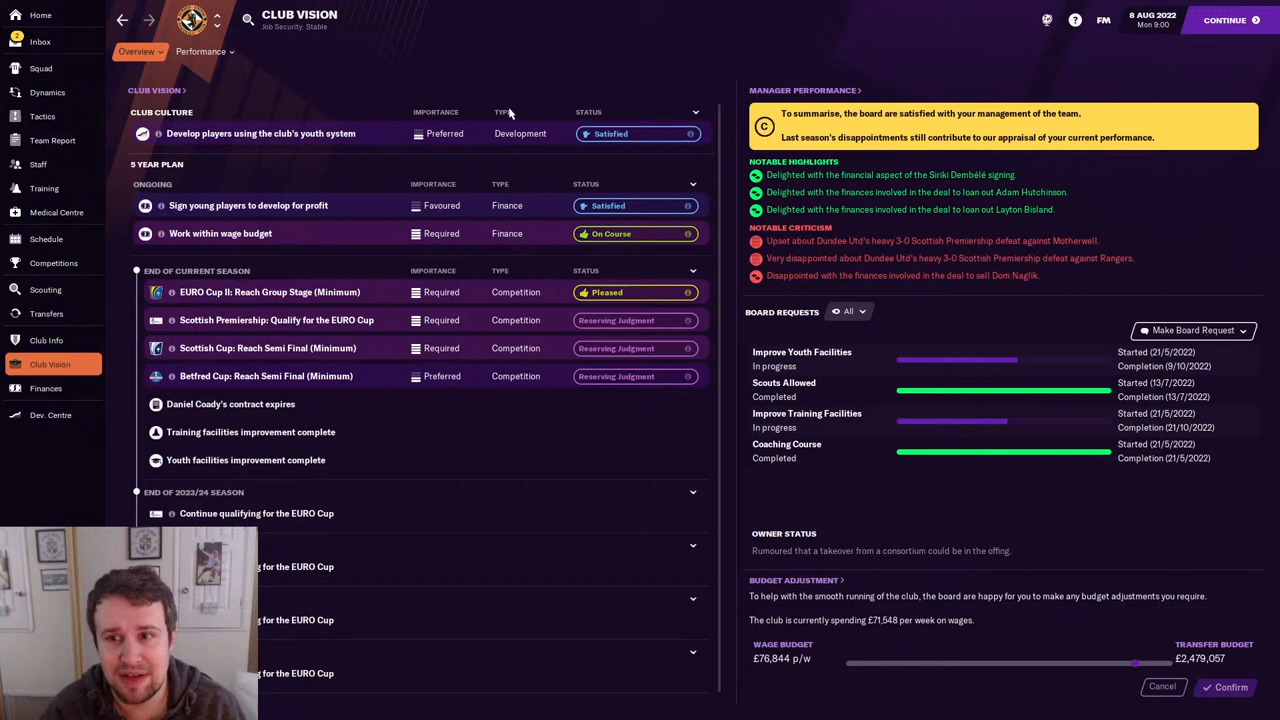 Home
CLUB VISION
Job Security: Stable
FM
8 AUG 2022
Mon 9:00
CONTINUE
2
Inbox
Squad
Dynamics
Tactics
Team Report
Staff
Training
Medical Centre
Schedule
Competitions
Scouting
Transfers
Club Info
Club Vision
Finances
Dev. Centre
Overview
Performance
CLUB VISION
CLUB CULTURE IMPORTANCE TYPE STATUS
Develop players using the club's youth system Preferred Development Satisfied
5 YEAR PLAN
ONGOING IMPORTANCE TYPE STATUS
Sign young players to develop for profit Favoured Finance Satisfied
Work within wage budget Required Finance On Course
END OF CURRENT SEASON IMPORTANCE TYPE STATUS
EURO Cup II: Reach Group Stage (Minimum) Required Competition Pleased
Scottish Premiership: Qualify for the EURO Cup Required Competition Reserving Judgment
Scottish Cup: Reach Semi Final (Minimum) Required Competition Reserving Judgment
Betfred Cup: Reach Semi Final (Minimum) Preferred Competition Reserving Judgment
Daniel Coady's contract expires
Training facilities improvement complete
Youth facilities improvement complete
END OF 2023/24 SEASON
Continue qualifying for the EURO Cup
ng for the EURO Cup
ng for the EURO Cup
ng for the EURO Cup
MANAGER PERFORMANCE
C
To summarise, the board are satisfied with your management of the team.
Last season's disappointments still contribute to our appraisal of your current performance.
NOTABLE HIGHLIGHTS
Delighted with the financial aspect of the Siriki Dembélé signing.
Delighted with the finances involved in the deal to loan out Adam Hutchinson.
Delighted with the finances involved in the deal to loan out Layton Bisland.
NOTABLE CRITICISM
Upset about Dundee Utd's heavy 3-0 Scottish Premiership defeat against Motherwell.
Very disappointed about Dundee Utd's heavy 3-0 Scottish Premiership defeat against Rangers.
Disappointed with the finances involved in the deal to sell Dom Naglik.
BOARD REQUESTS All
Make Board Request
Improve Youth Facilities Started (21/5/2022)
In progress Completion (9/10/2022)
Scouts Allowed Started (13/7/2022)
Completed Completion (13/7/2022)
Improve Training Facilities Started (21/5/2022)
In progress Completion (21/10/2022)
Coaching Course Started (21/5/2022)
Completed Completion (21/5/2022)
OWNER STATUS
Rumoured that a takeover from a consortium could be in the offing.
BUDGET ADJUSTMENT
To help with the smooth running of the club, the board are happy for you to make any budget adjustments you require.
The club is currently spending £71,548 per week on wages.
WAGE BUDGET TRANSFER BUDGET
£76,844 p/w £2,479,057
Cancel Confirm